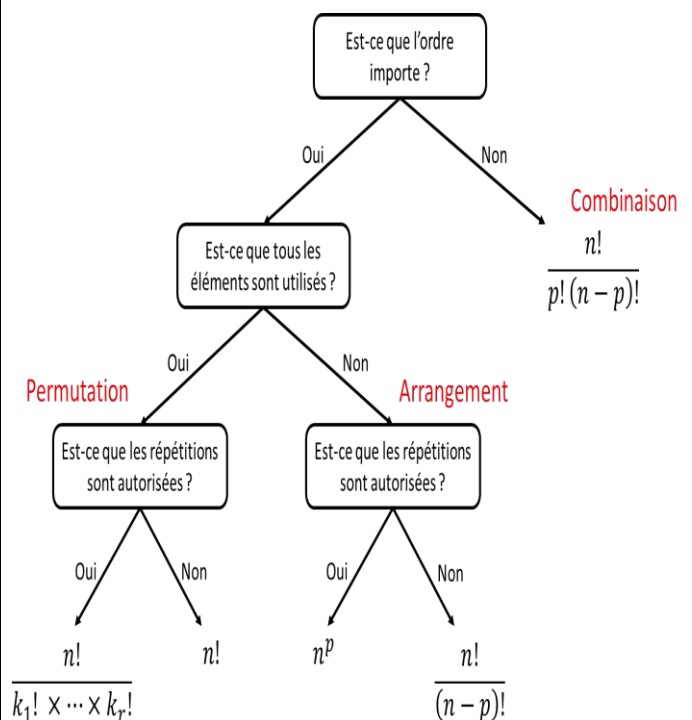 Est-ce que l'ordre
importe ?
Oui
Non
Combinaison
n!
p! (n – p)!
Est-ce que tous les
éléments sont utilisés ?
Oui
Non
Permutation
Arrangement
Est-ce que les répétitions
sont autorisées ?
Est-ce que les répétitions
sont autorisées ?
Oui
Non
Oui
Non
n!
k₁! × ⋯ × kᵣ!
n!
nᵖ
n!
(n – p)!